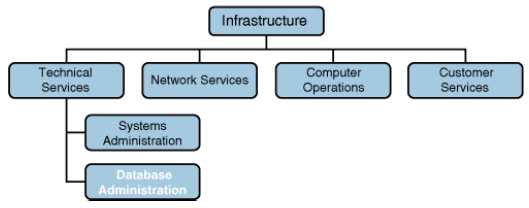 Infrastructure
Technical
Services
Network Services
Computer
Operations
Customer
Services
Systems
Administration
Database
Administration